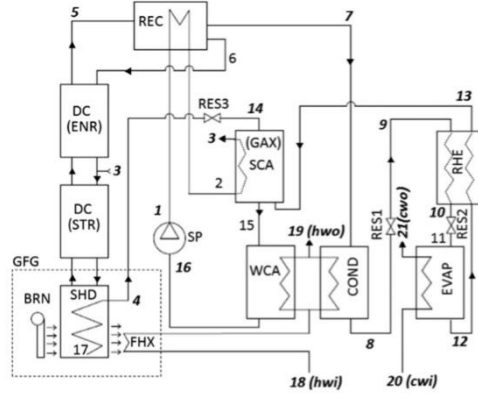 5
REC
7
6
DC
(ENR)
RES3
14
13
3
(GAX)
SCA
9
RHE
3
2
DC
(STR)
1
SP
15
19 (hwo)
RES1
21(cwo)
10
11
RES2
GFG
16
WCA
COND
EVAP
BRN
SHD
4
17
FHX
8
12
18 (hwi)
20 (cwi)